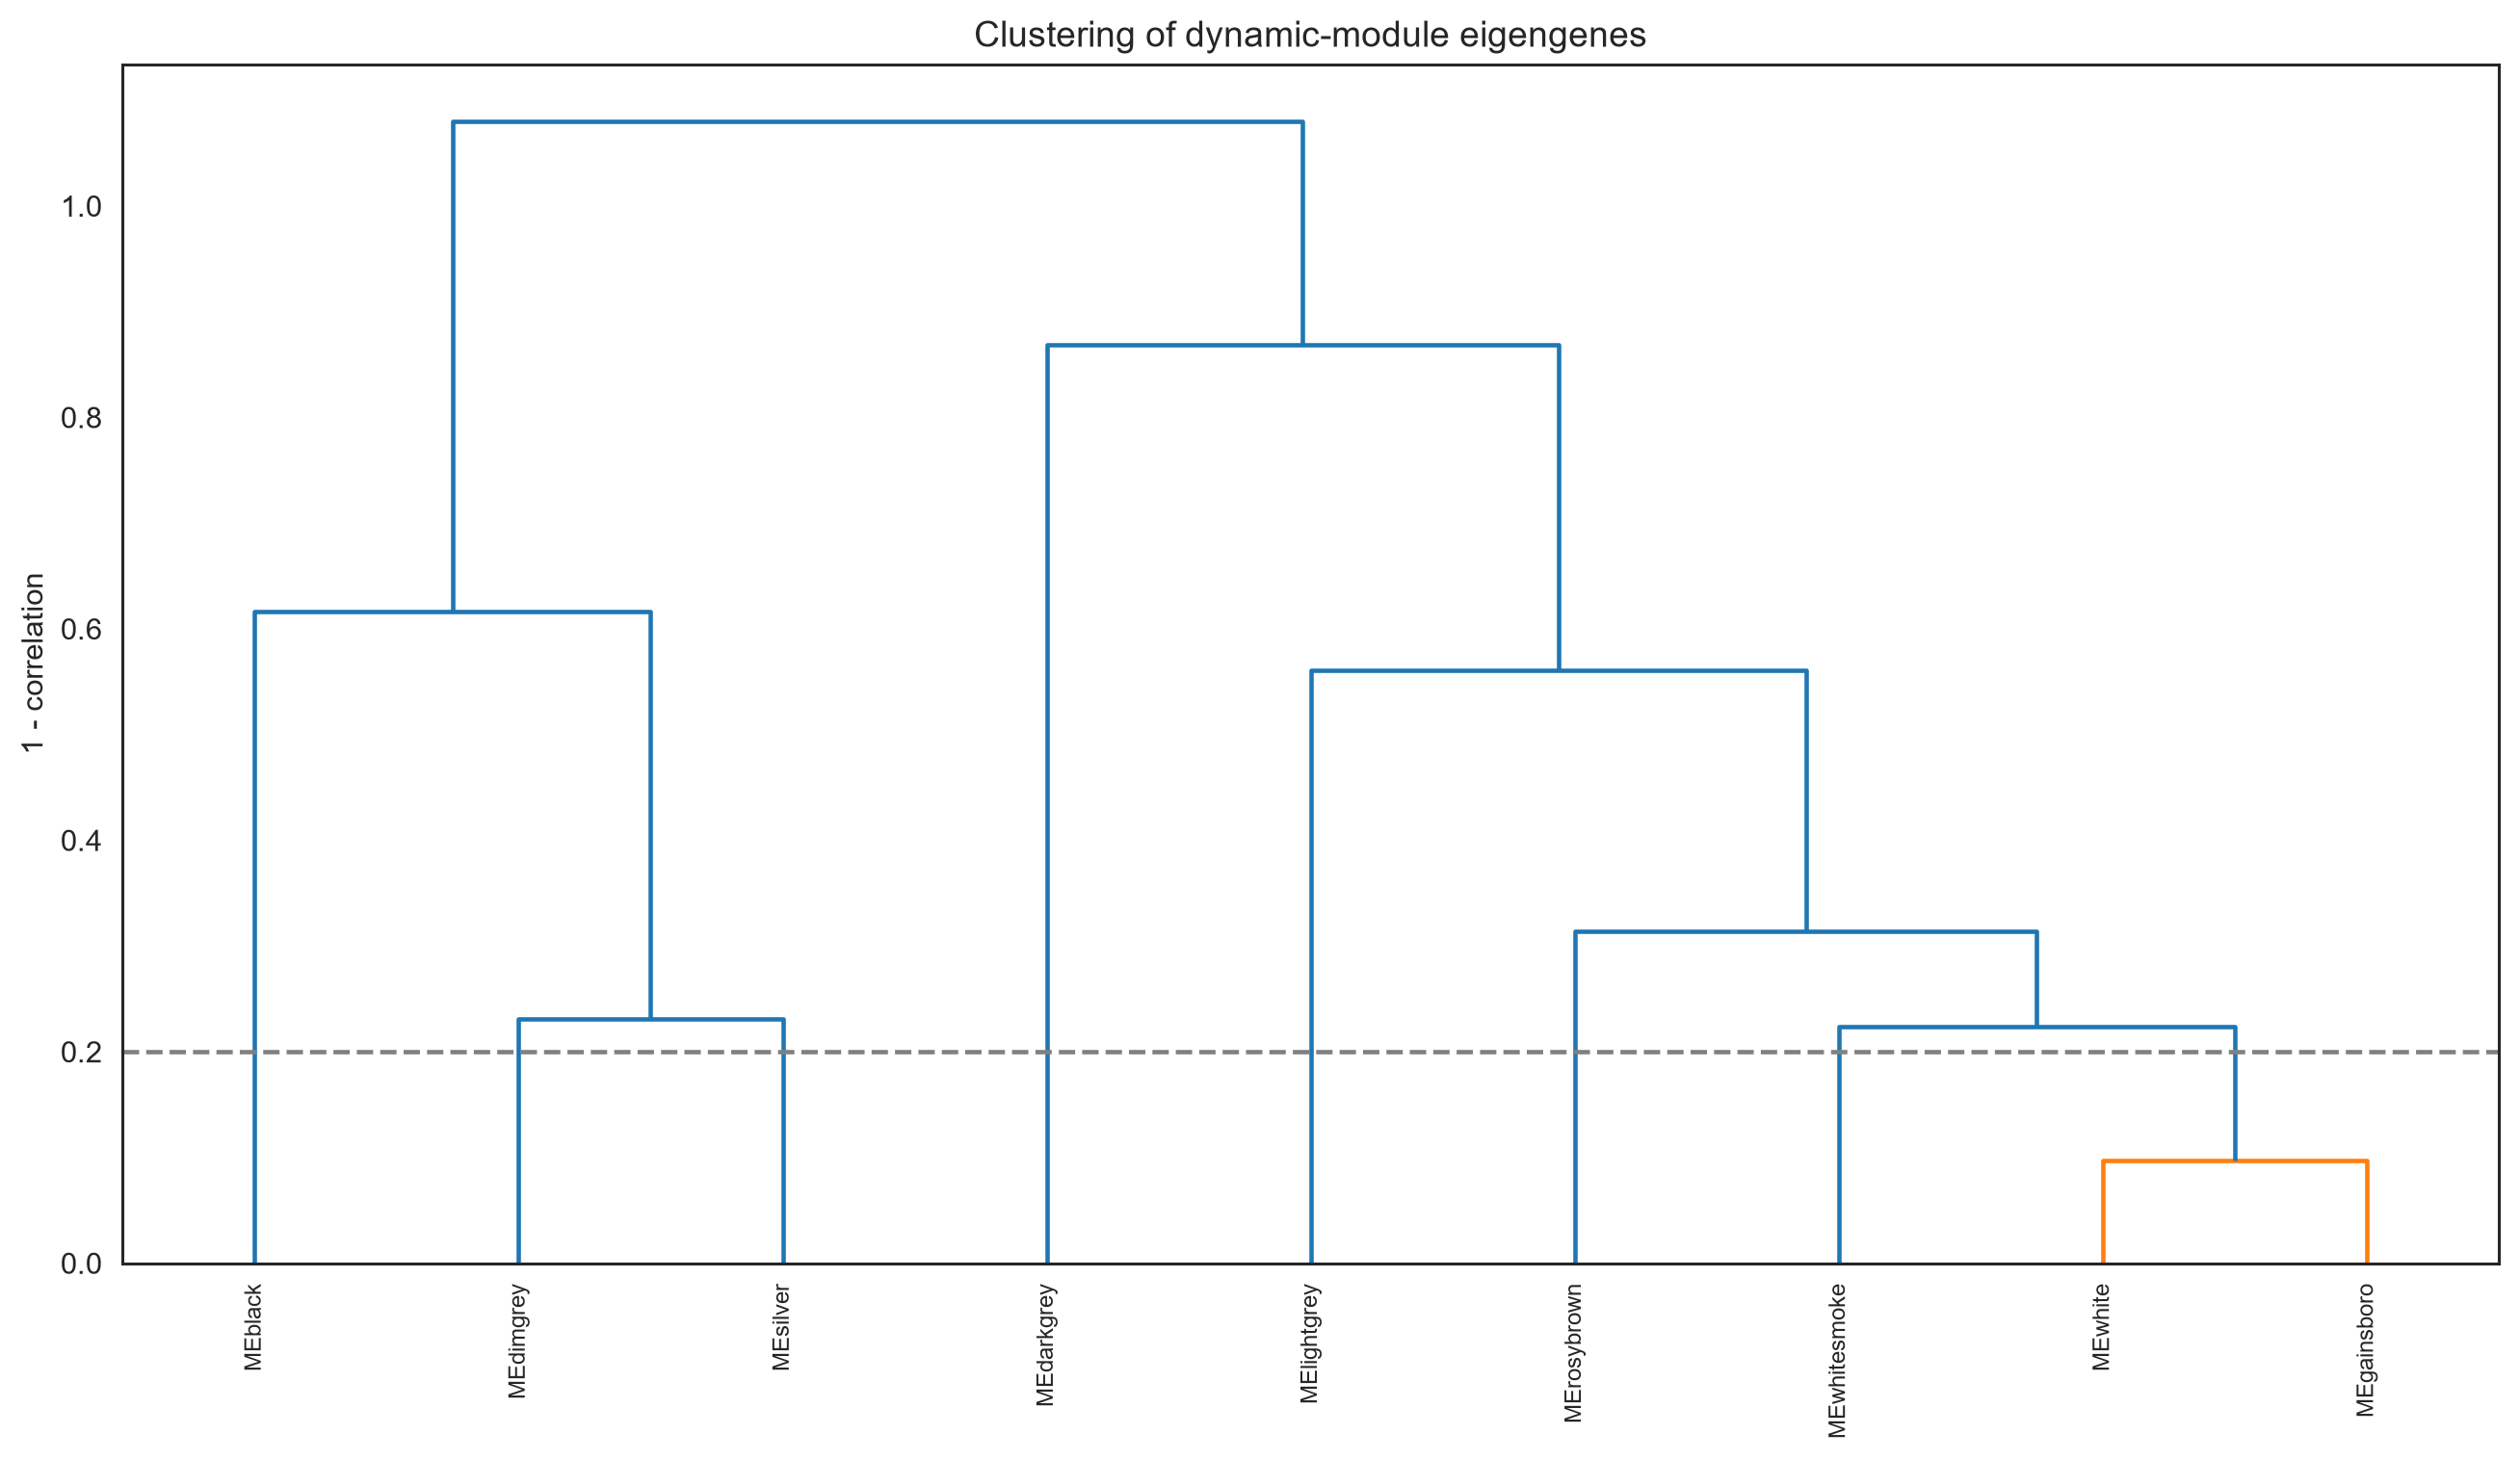 Clustering of dynamic-module eigengenes
1 - correlation
1.0
0.8
0.6
0.4
0.2
0.0
MEblack
MEdimgrey
MEsilver
MEdarkgrey
MElightgrey
MErosybrown
MEwhitesmoke
MEwhite
MEgainsboro